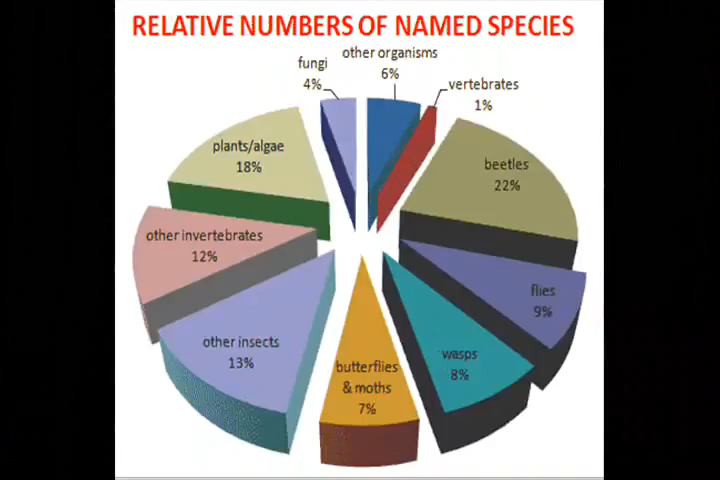 RELATIVE NUMBERS OF NAMED SPECIES
other organisms
6%
fungi
4%
vertebrates
1%
plants/algae
18%
beetles
22%
other invertebrates
12%
flies
9%
other insects
13%
wasps
8%
butterflies
& moths
7%